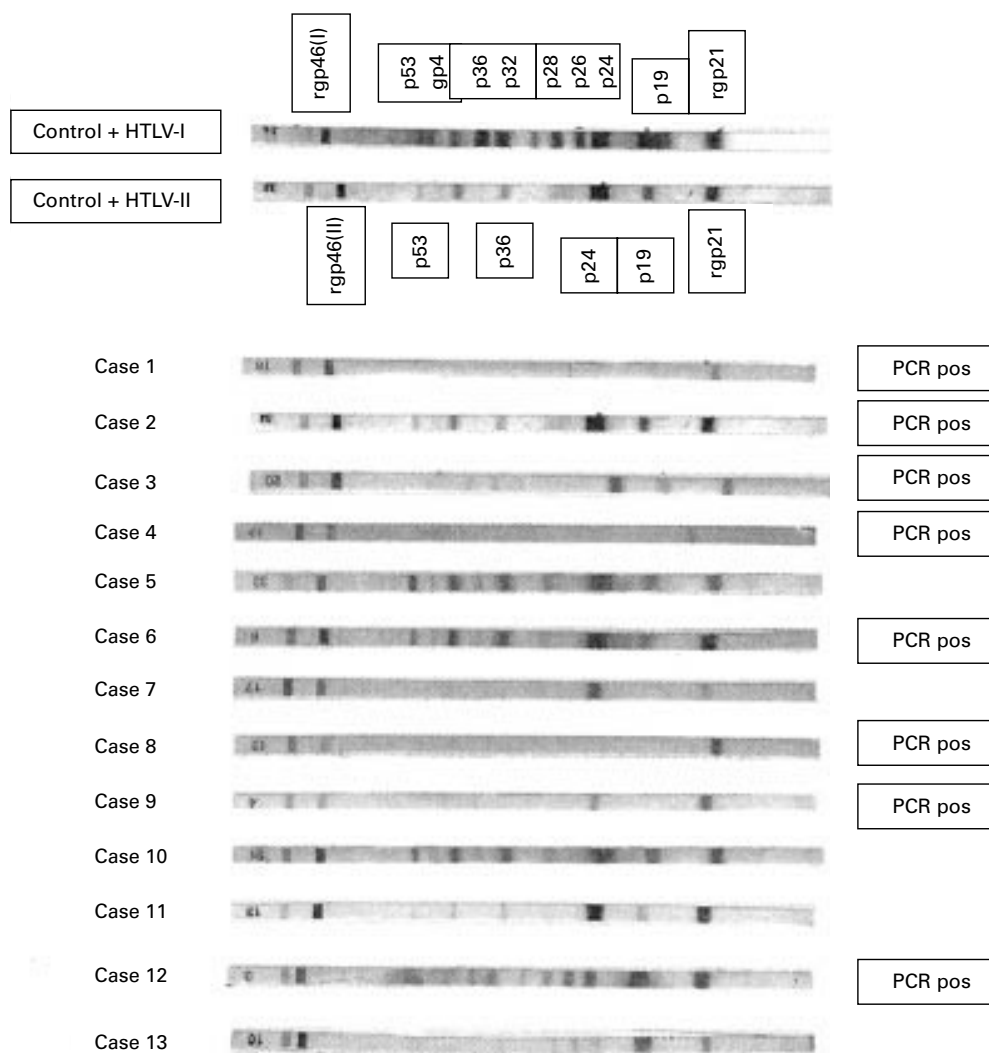 rgp46(I)
p53
gp4
p36
p32
p28
p26
p24
p19
rgp21
Control + HTLV-I
Control + HTLV-II
rgp46(II)
p53
p36
p24
p19
rgp21
Case 1
PCR pos
Case 2
PCR pos
Case 3
PCR pos
Case 4
PCR pos
Case 5
Case 6
PCR pos
Case 7
Case 8
PCR pos
Case 9
PCR pos
Case 10
Case 11
Case 12
PCR pos
Case 13